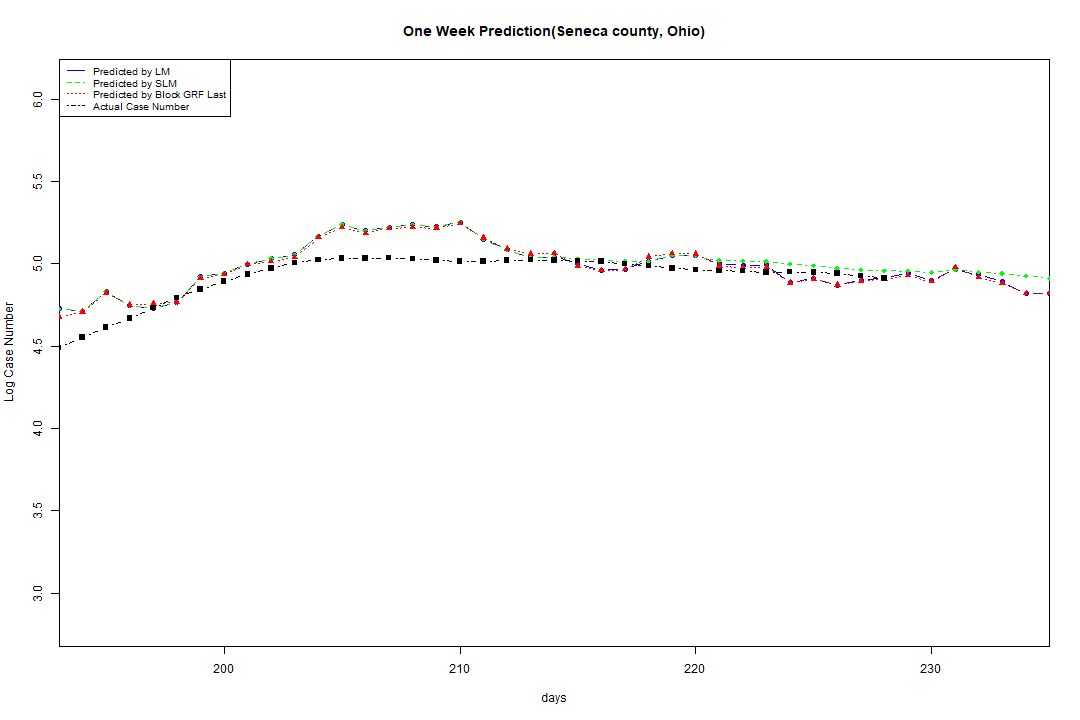 One Week Prediction(Seneca county, Ohio)
Predicted by LM
Predicted by SLM
Predicted by Block GRF Last
Actual Case Number
6.0
5.5
5.0
4.5
4.0
3.5
3.0
Log Case Number
200 210 220 230
days